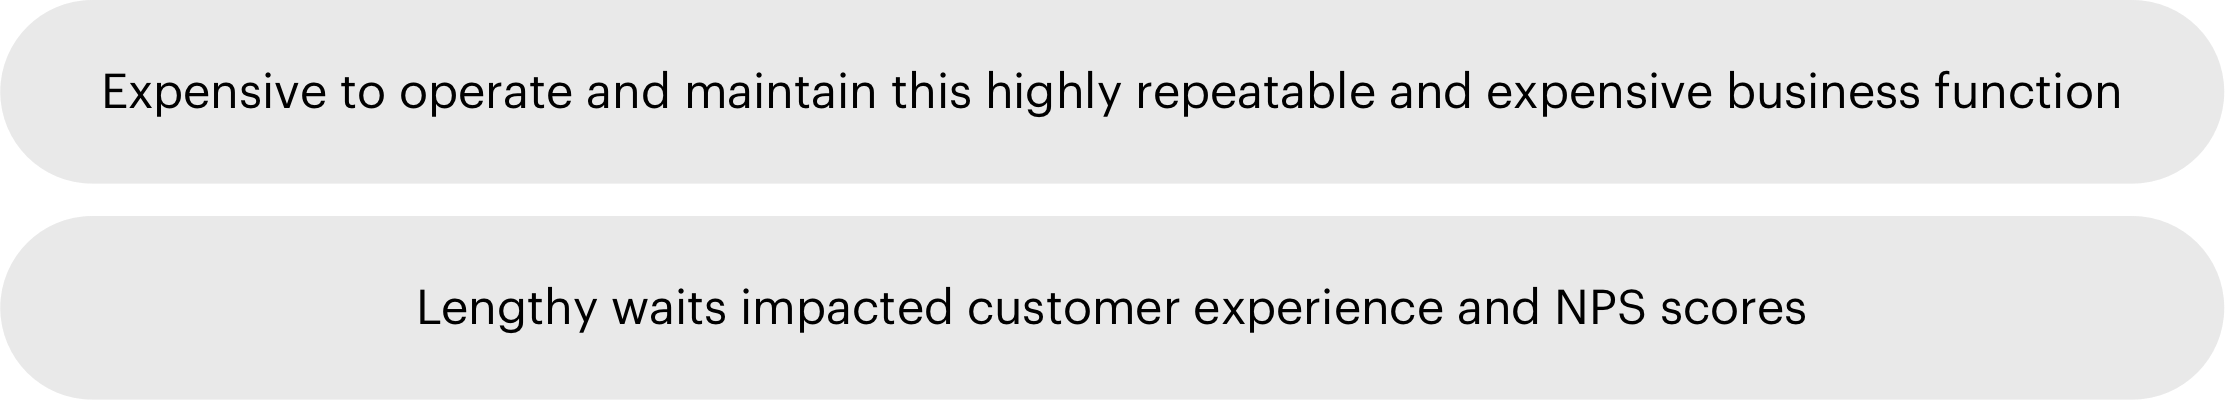 Expensive to operate and maintain this highly repeatable and expensive business function
Lengthy waits impacted customer experience and NPS scores